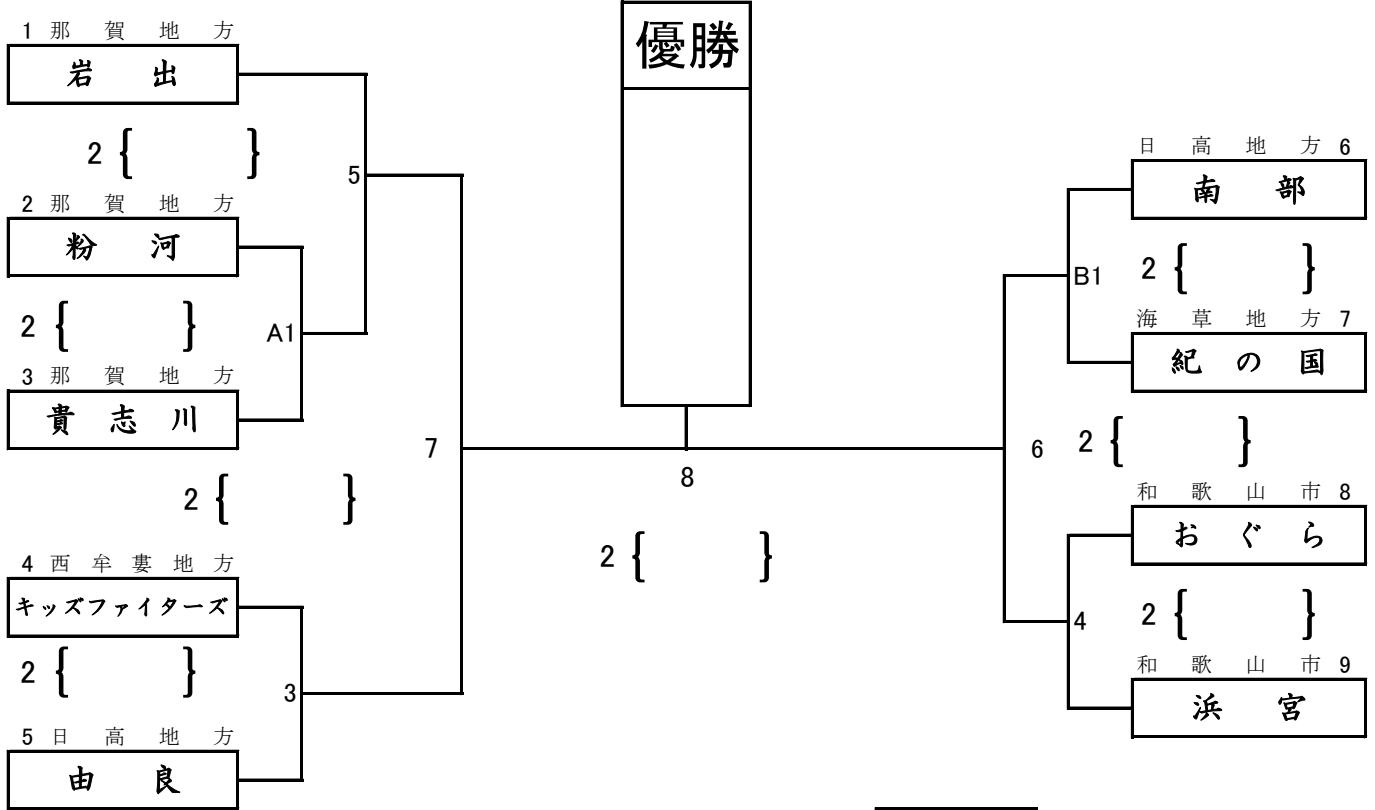 優勝
1 那賀地方
岩出
2 { }
5
2 那賀地方
粉河
2 { }
A1
3 那賀地方
貴志川
7
2 { }
4 西牟婁地方
キッズファイターズ
2 { }
3
5 日高地方
由良
8
2 { }
日高地方 6
南部
B1
2 { }
海草地方 7
紀の国
6
2 { }
和歌山市 8
おぐら
4
2 { }
和歌山市 9
浜宮